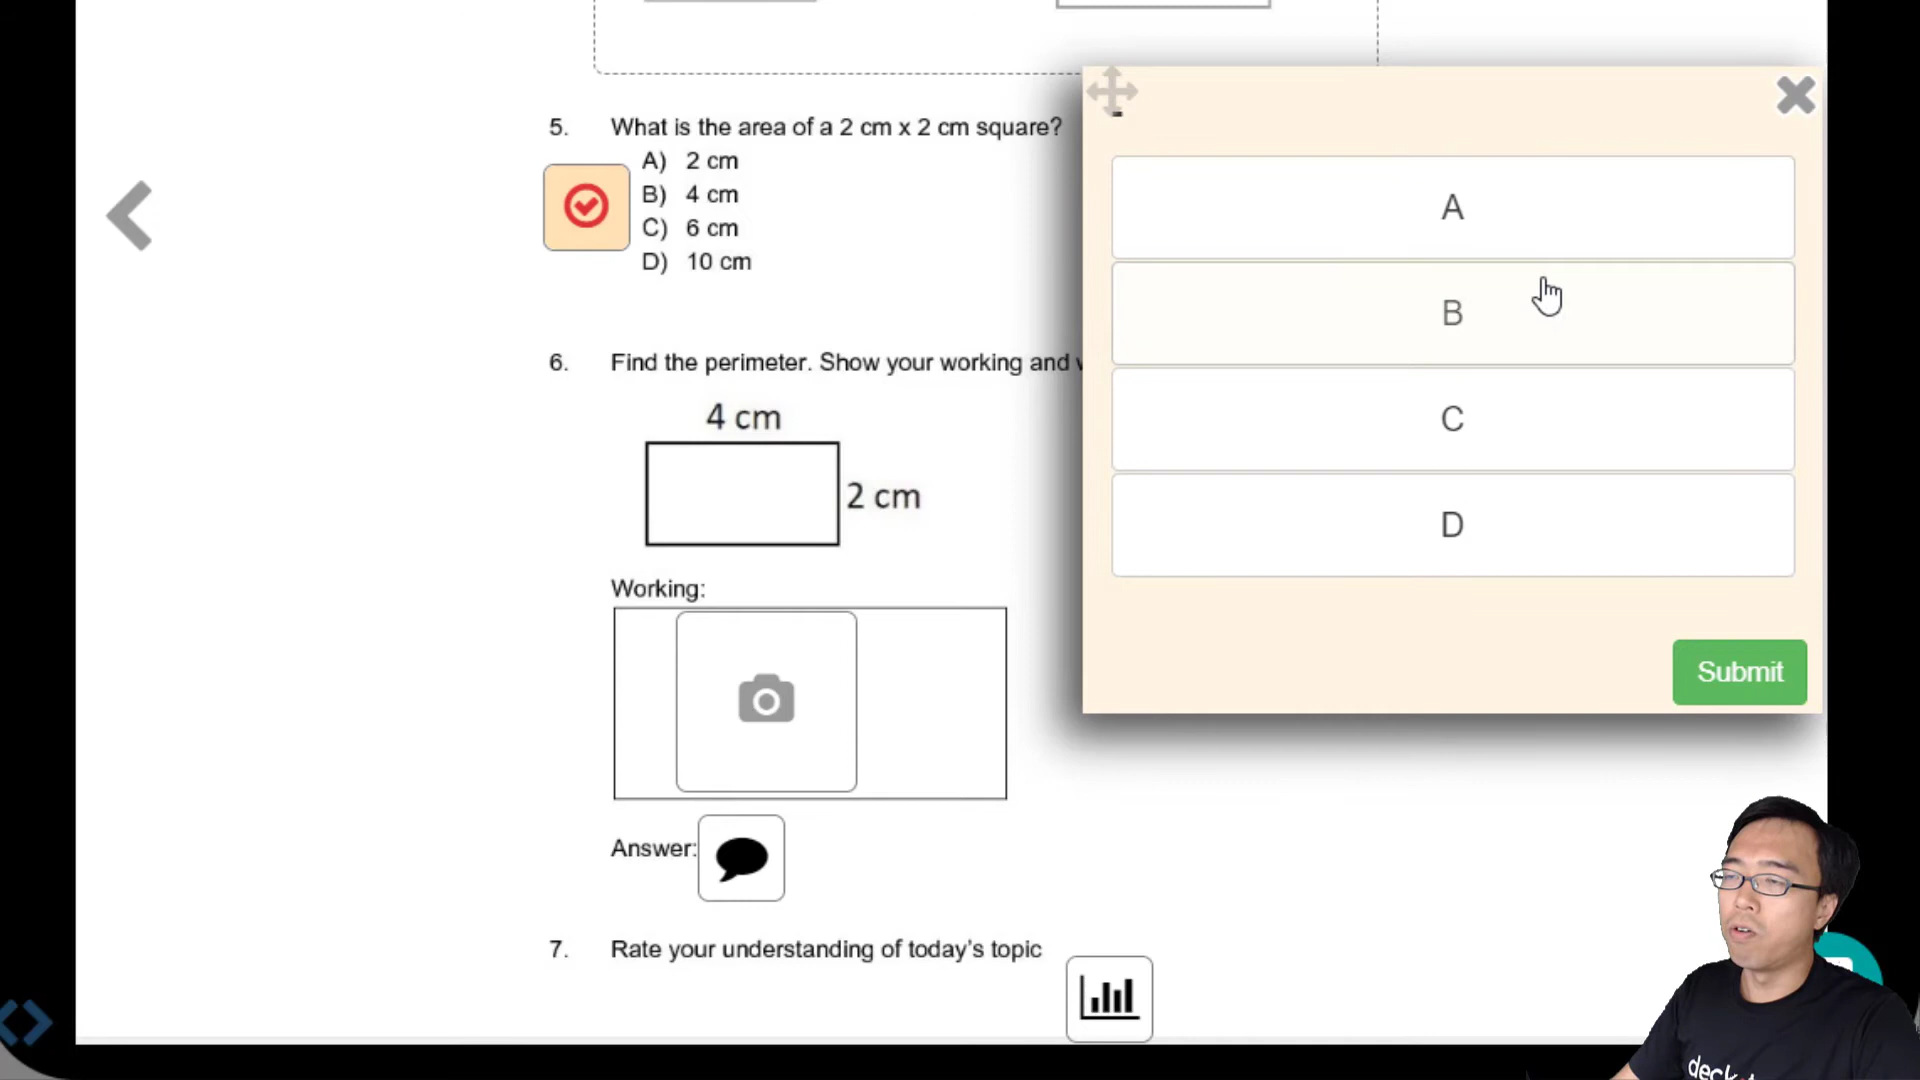 5. What is the area of a 2 cm x 2 cm square?
A) 2 cm
B) 4 cm
C) 6 cm
D) 10 cm
6. Find the perimeter. Show your working and
4 cm
2 cm
Working:
Answer:
7. Rate your understanding of today's topic
A
B
C
D
Submit